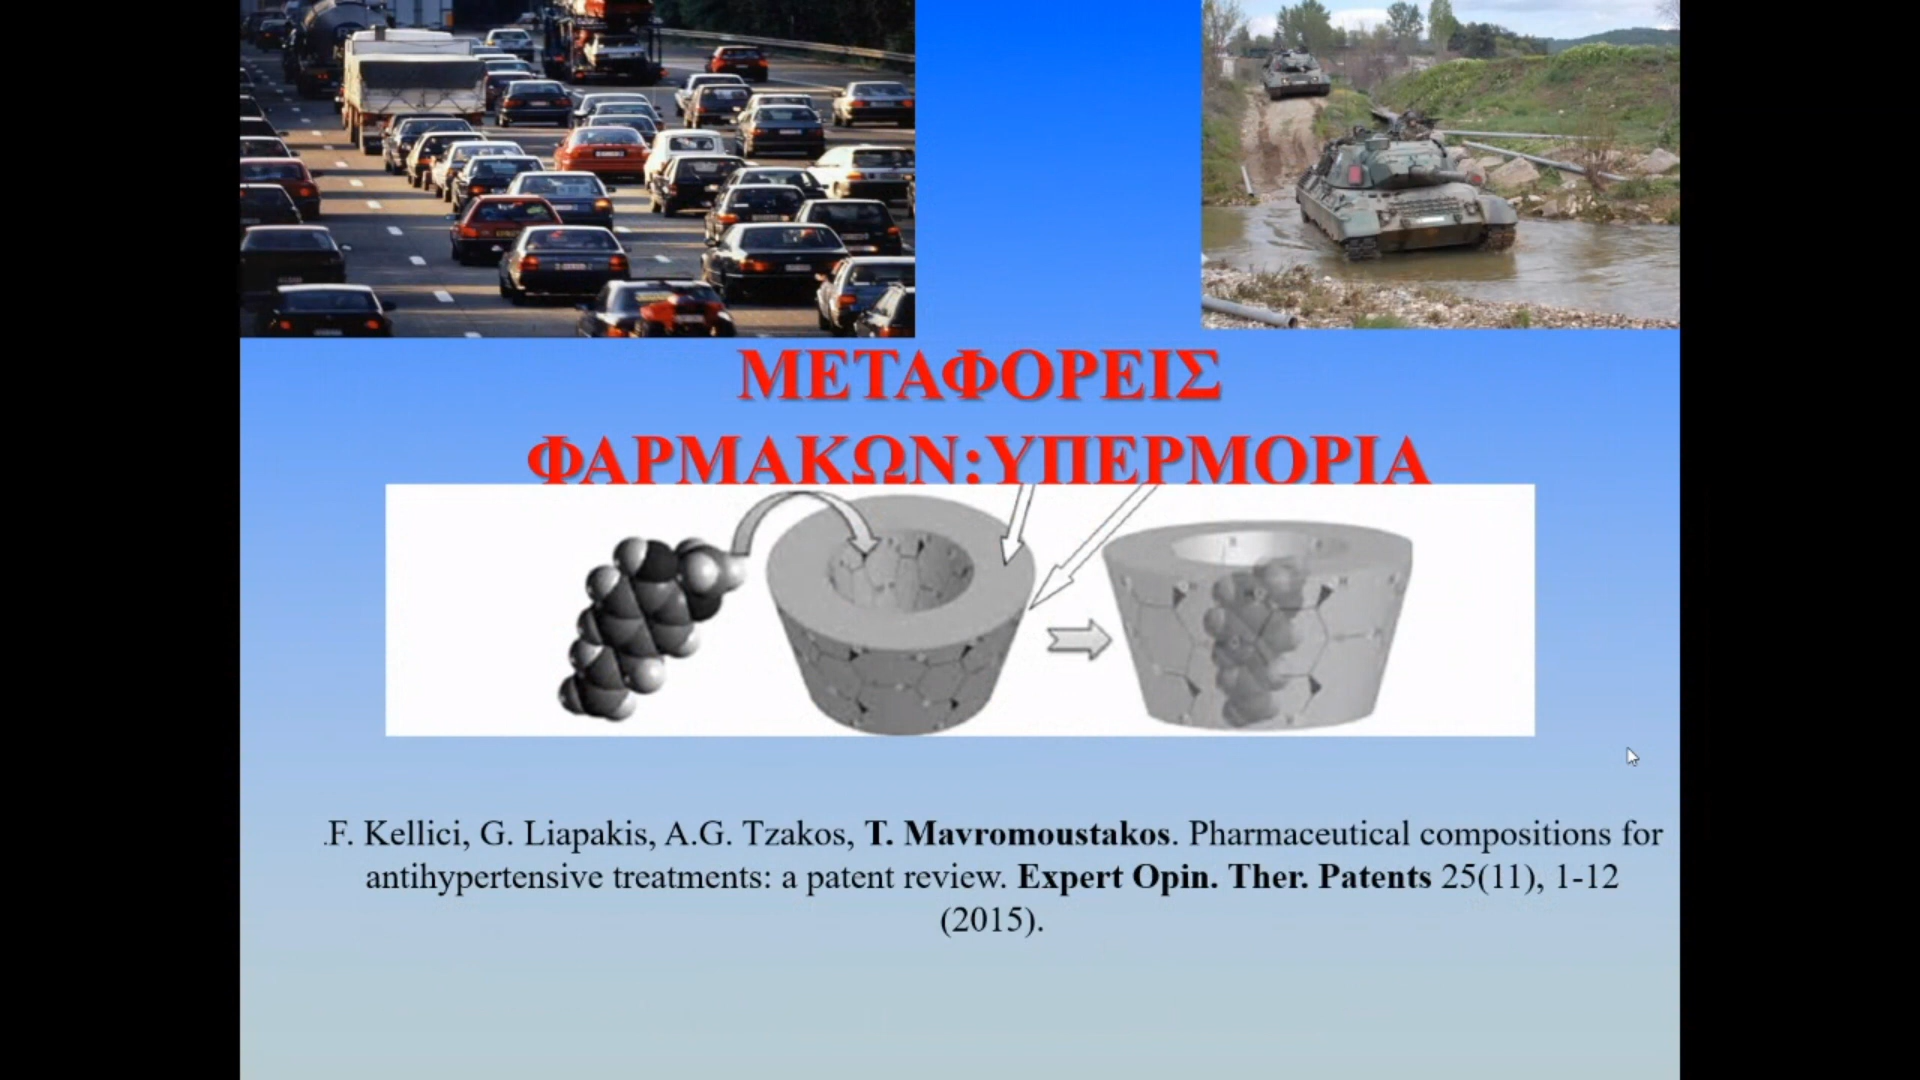 ΜΕΤΑΦΟΡΕΙΣ
ΦΑΡΜΑΚΩΝ:ΥΠΕΡΜΟΡΙΑ
.F. Kellici, G. Liapakis, A.G. Tzakos, T. Mavromoustakos. Pharmaceutical compositions for
antihypertensive treatments: a patent review. Expert Opin. Ther. Patents 25(11), 1-12
(2015).